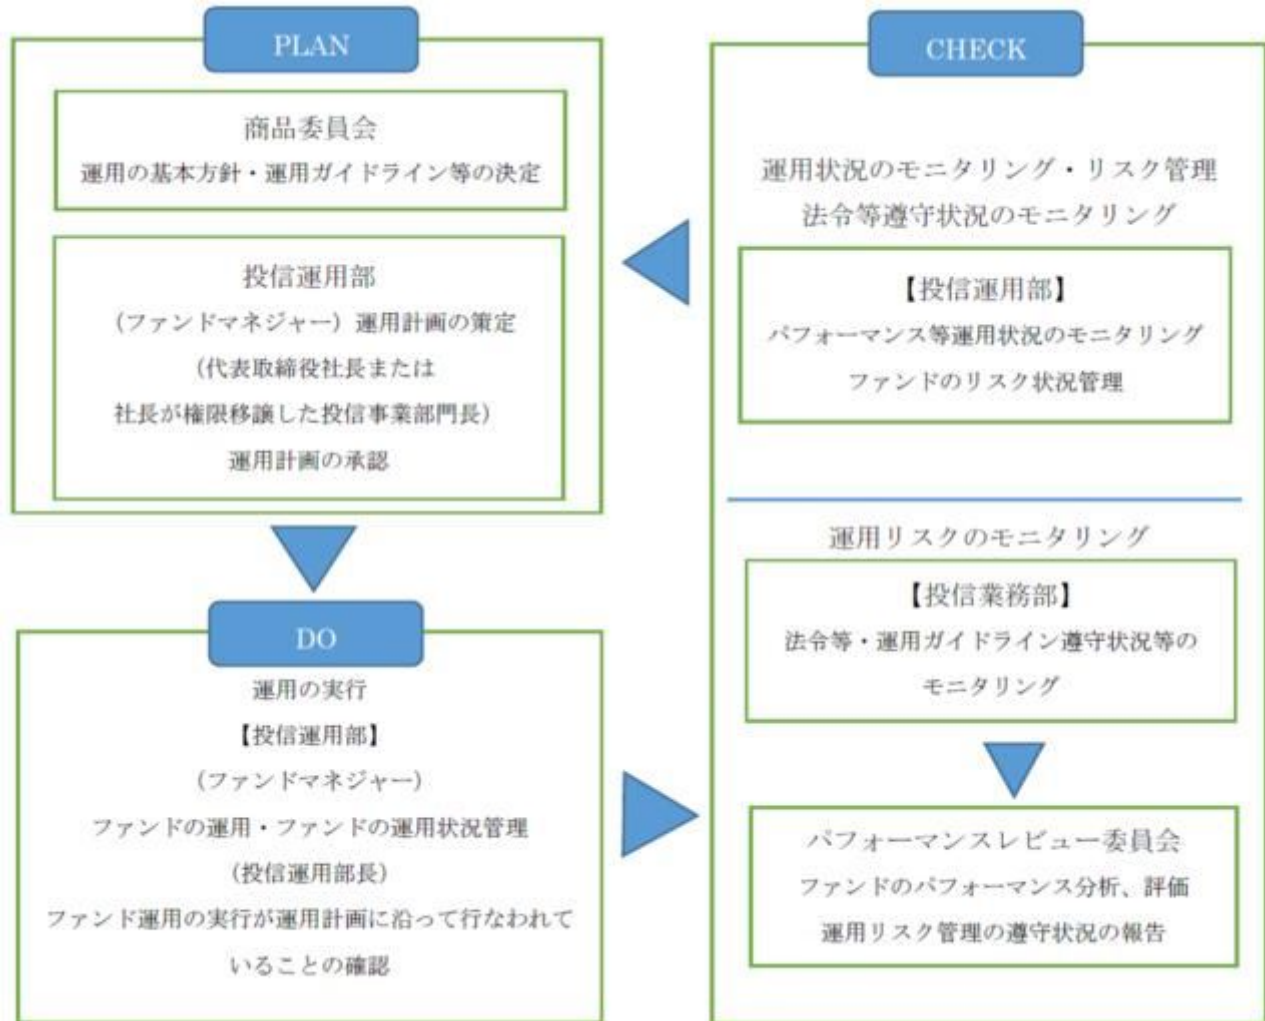 PLAN
商品委員会
運用の基本方針・運用ガイドライン等の決定
投信運用部
（ファンドマネジャー）運用計画の策定
（代表取締役社長または
社長が権限移譲した投信事業部門長）
運用計画の承認
DO
運用の実行
【投信運用部】
（ファンドマネジャー）
ファンドの運用・ファンドの運用状況管理
（投信運用部長）
ファンド運用の実行が運用計画に沿って行なわれて
いることの確認
CHECK
運用状況のモニタリング・リスク管理
法令等遵守状況のモニタリング
【投信運用部】
パフォーマンス等運用状況のモニタリング
ファンドのリスク状況管理
運用リスクのモニタリング
【投信業務部】
法令等・運用ガイドライン遵守状況等の
モニタリング
パフォーマンスレビュー委員会
ファンドのパフォーマンス分析、評価
運用リスク管理の遵守状況の報告